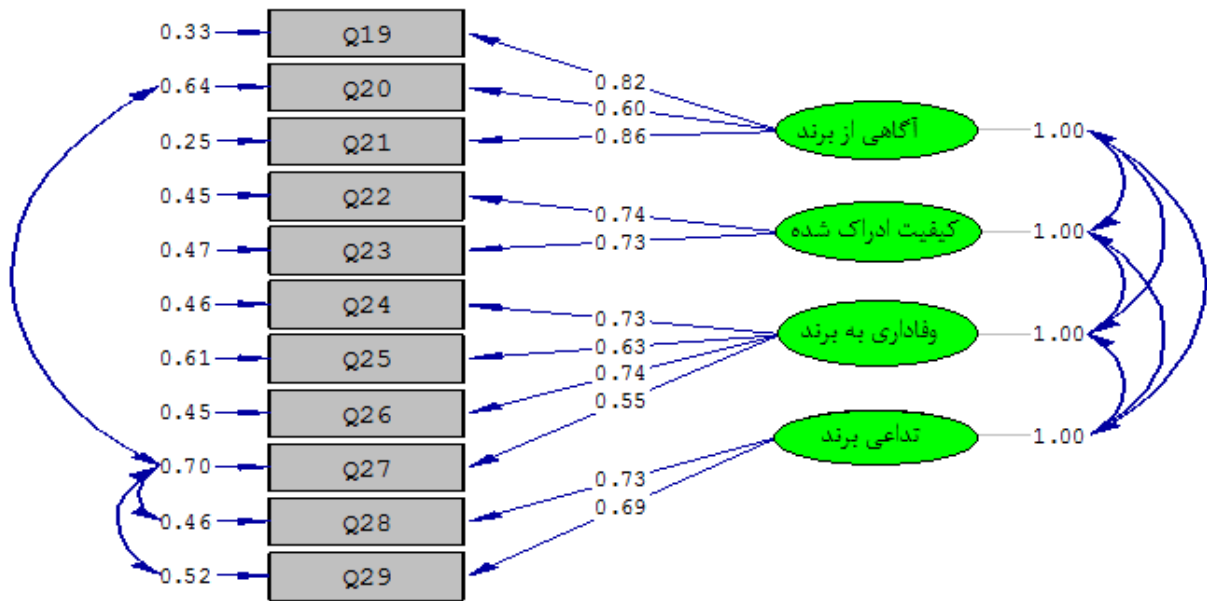 0.33
Q19
0.64
Q20
0.25
Q21
0.45
Q22
0.47
Q23
0.46
Q24
0.61
Q25
0.45
Q26
0.70
Q27
0.46
Q28
0.52
Q29
0.82
0.60
0.86
0.74
0.73
0.73
0.63
0.74
0.55
0.73
0.69
آگاهی از برند
1.00
کیفیت ادراک شده
1.00
وفاداری به برند
1.00
تداعی برند
1.00